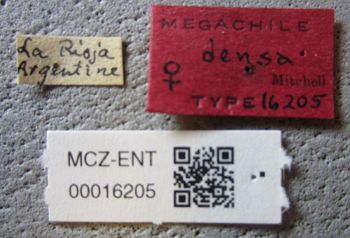 La Rioja
Argentine
MEGACHILE
densa
♀ Mitchell
TYPE 16205
MCZ-ENT
00016205